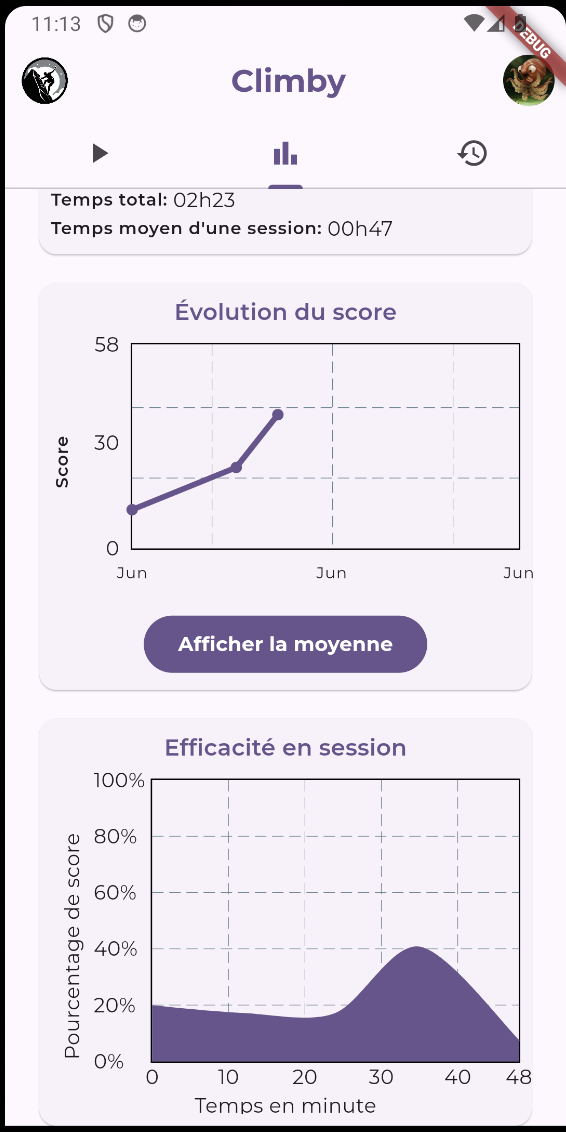 11:13
DEBUG
Climby
Temps total: 02h23
Temps moyen d'une session: 00h47
Évolution du score
58
30
0
Score
Jun Jun Jun
Afficher la moyenne
Efficacité en session
100%
80%
60%
40%
20%
0%
Pourcentage de score
0 10 20 30 40 48
Temps en minute